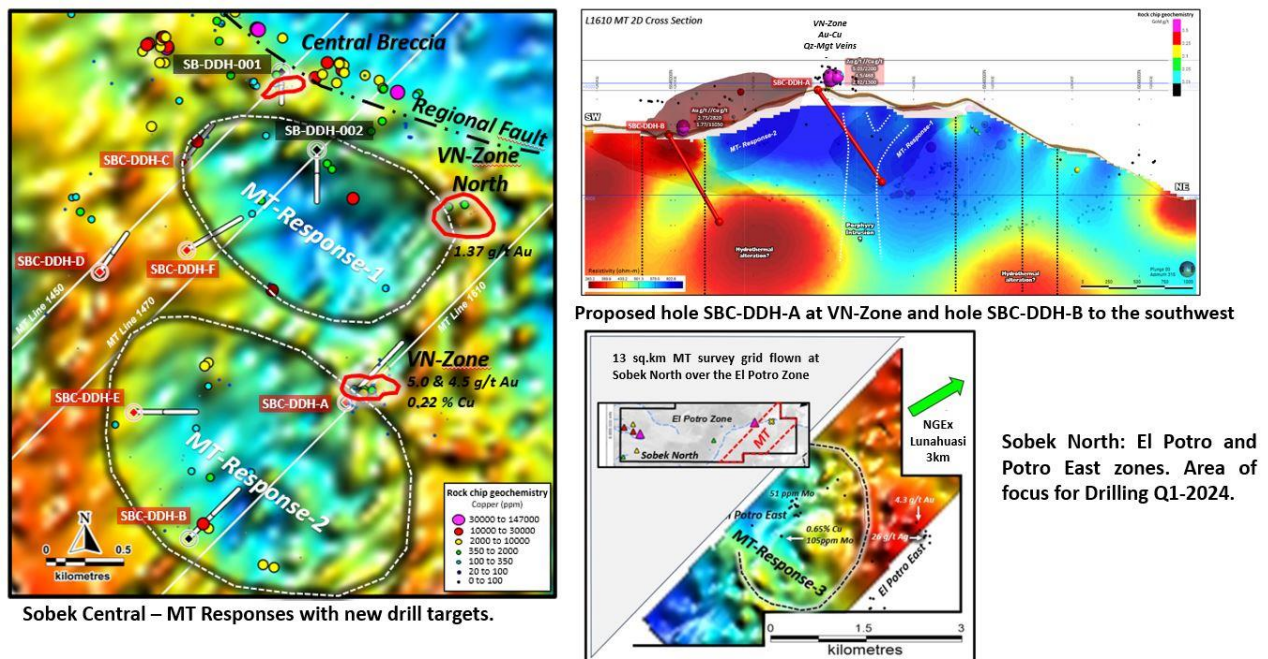 Central Breccia
SB-DDH-001
Regional Fault
SB-DDH-002
SBC-DDH-C
VN-Zone
North
MT-Response-1
1.37 g/t Au
SBC-DDH-D
SBC-DDH-F
MT Line 1450
MT Line 1470
MT Line 1610
VN-Zone
5.0 & 4.5 g/t Au
0.22 % Cu
SBC-DDH-E
SBC-DDH-A
MT-Response-2
SBC-DDH-B
N
0 0.5
kilometres
Rock chip geochemistry
Copper (ppm)
30000 to 147000
10000 to 30000
2000 to 10000
350 to 2000
100 to 350
20 to 100
0 to 100
Sobek Central – MT Responses with new drill targets.
L1610 MT 2D Cross Section
VN-Zone
Au-Cu
Qz-Mgt Veins
Rock chip geochemistry
SBC-DDH-A
SBC-DDH-B
SW
NE
MT- Response-2
MT- Response-1
Porphyry
Intrusion
?
Hydrothermal
alteration?
Hydrothermal
alteration?
Resistivity (ohm-m)
Proposed hole SBC-DDH-A at VN-Zone and hole SBC-DDH-B to the southwest
13 sq.km MT survey grid flown at
Sobek North over the El Potro Zone
El Potro Zone
MT
Sobek North
NGEx
Lunahuasi
3km
51 ppm Mo
Potro East
0.65% Cu
105ppm Mo
MT-Response-3
4.3 g/t Au
26 g/t Ag
El Potro East
0 1.5 3
kilometres
Sobek North: El Potro and
Potro East zones. Area of
focus for Drilling Q1-2024.